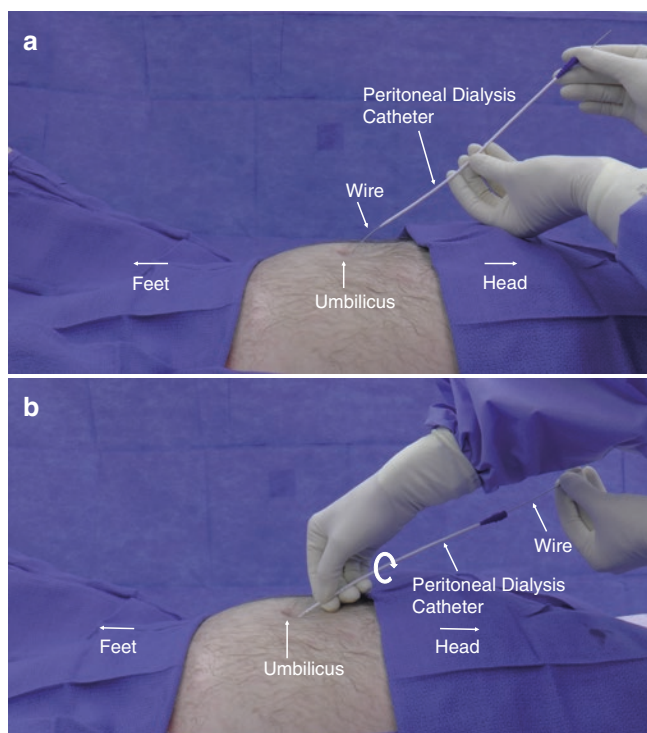 a
Peritoneal Dialysis
Catheter
Wire
Feet
Umbilicus
Head
b
Wire
Peritoneal Dialysis
Catheter
Feet
Head
Umbilicus